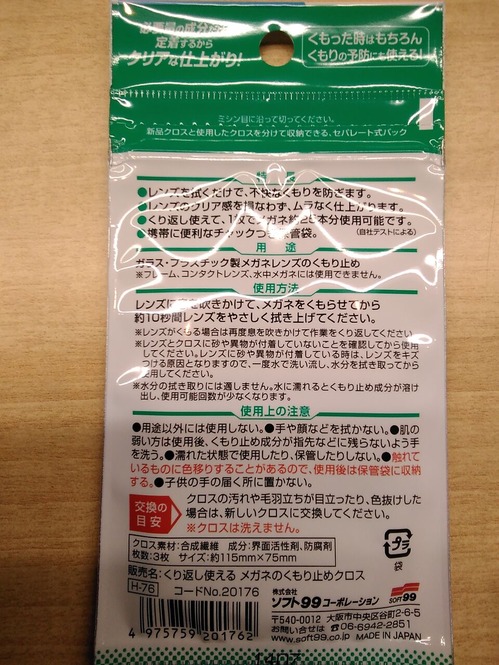 必要量の成分だけ
定着するから
クリアな仕上がり!
くもった時はもちろん
くもりの予防にも使える!
ミシン目に沿って切ってください。
新品クロスと使用したクロスを分けて収納できる、セパレート式パック
特 長
●レンズを拭くだけで、不快なくもりを防ぎます。
●レンズのクリア感を損なわず、ムラなく仕上がります。
●くり返し使えて、1枚でメガネ約 本分使用可能です。
●携帯に便利なチャックつき保管袋。 (自社テストによる)
用 途
ガラス・プラスチック製メガネレンズのくもり止め
※フレーム、コンタクトレンズ、水中メガネには使用できません。
使用方法
レンズに息を吹きかけて、メガネをくもらせてから
約10秒間レンズをやさしく拭き上げてください。
※レンズがくもる場合は再度息を吹きかけて作業をくり返してください
※レンズとクロスに砂や異物が付着していないことを確認してから使用
してください。レンズに砂や異物が付着している時は、レンズをキズ
つける原因となりますので、一度水で洗い流し、水分を拭き取ってから
使用してください。
※水分の拭き取りには適しません。水に濡れるとくもり止め成分が溶け
出し、使用可能回数が少なくなります。
使用上の注意
●用途以外には使用しない。●手や顔などを拭かない。●肌の
弱い方は使用後、くもり止め成分が指先などに残らないよう手
を洗う。●濡れた状態で使用したり、保管したりしない。●触れて
いるものに色移りすることがあるので、使用後は保管袋に収納
する。●子供の手の届く所に置かない。
交換の
目安
クロスの汚れや毛羽立ちが目立ったり、色抜けした
場合は、新しいクロスに交換してください。
※クロスは洗えません。
クロス素材:合成繊維 成分:界面活性剤、防腐剤
枚数:3枚 サイズ:約115mm×75mm
プラ
袋
販売名:くり返し使える メガネのくもり止めクロス
H-76 コードNo.20176
株式会社
ソフト99コーポレーション
SOFT 99
〒540-0012 大阪市中央区谷町2-6-5
お問い合せは ☎06-6942-2851
www.soft99.co.jp MADE IN JAPAN
4 975759 201762